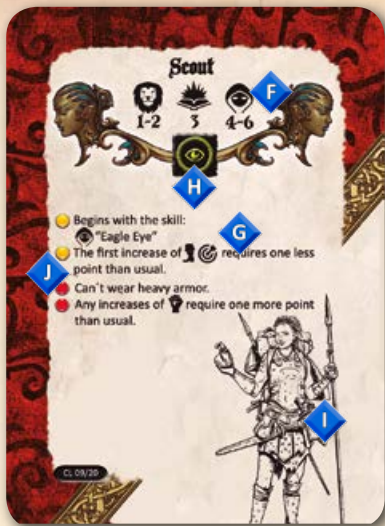 Scout
1-2 3 4-6
F
H
Begins with the skill:
"Eagle Eye"
G
The first increase of requires one less
point than usual.
J
Can´t wear heavy armor.
Any increases of require one more point
than usual.
I
CL 09/20